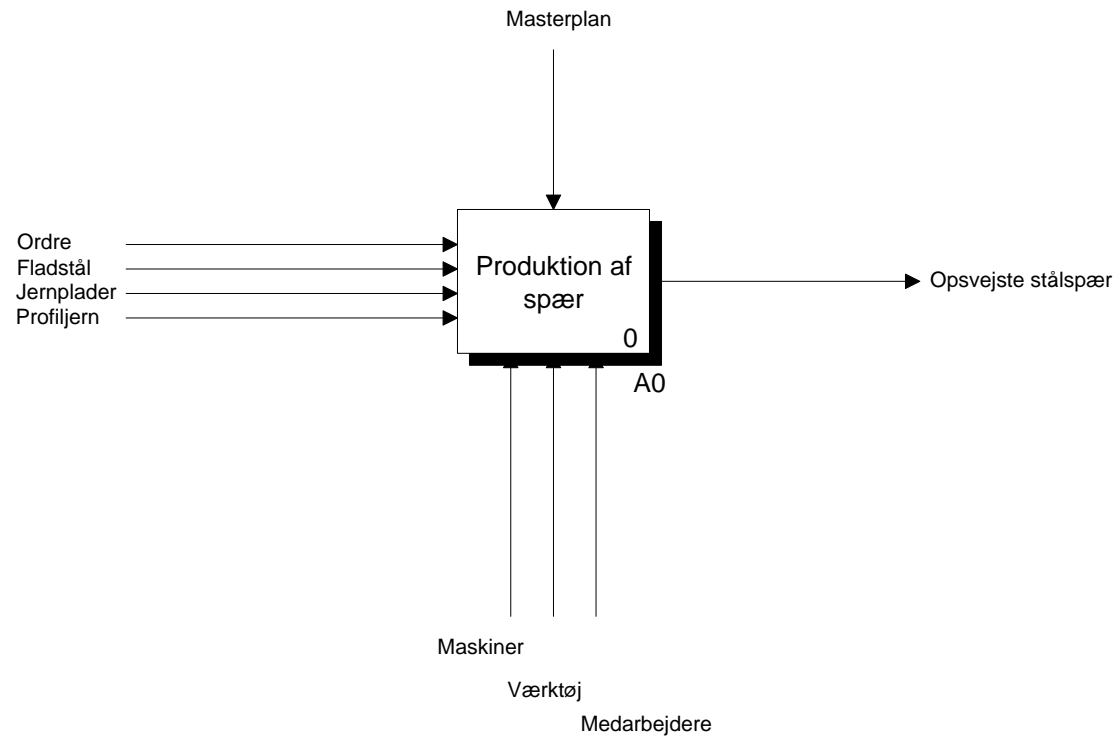 Masterplan
Ordre
Fladstål
Jernplader
Profiljern
Produktion af
spær
0
A0
Opsvejste stålspær
Maskiner
Værktøj
Medarbejdere